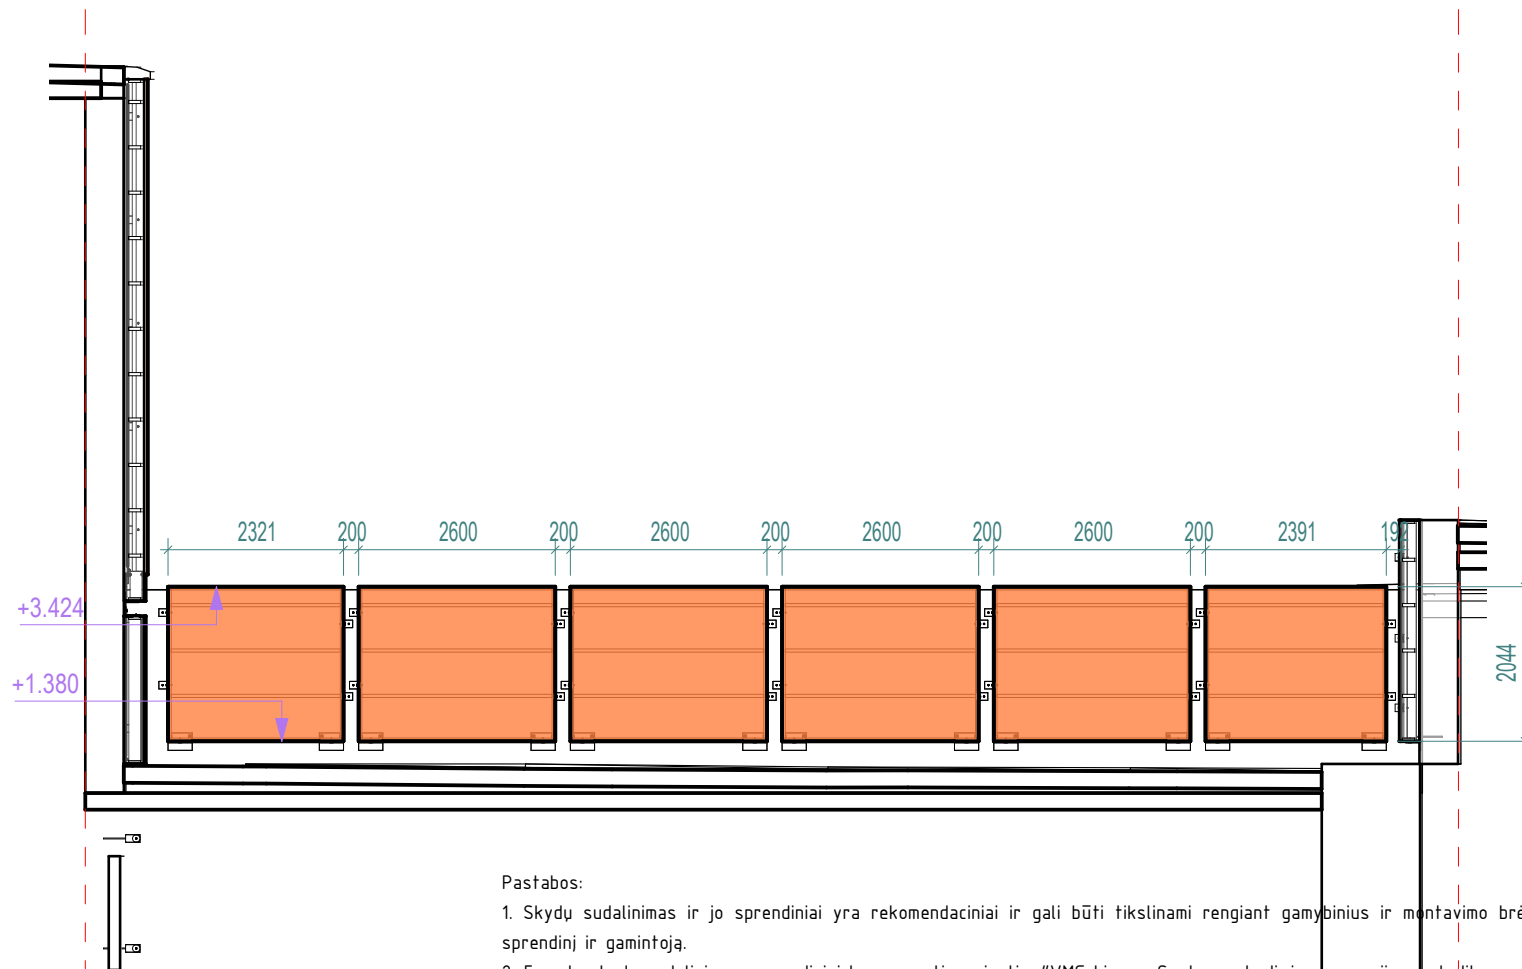 2321 200 2600 200 2600 200 2600 200 2600 200 2391
+3.424
+1.380
2044
Pastabos:
1. Skydų sudalinimas ir jo sprendiniai yra rekomendaciniai ir gali būti tikslinami rengiant gamybinius ir montavimo
sprendinį ir gamintoją.